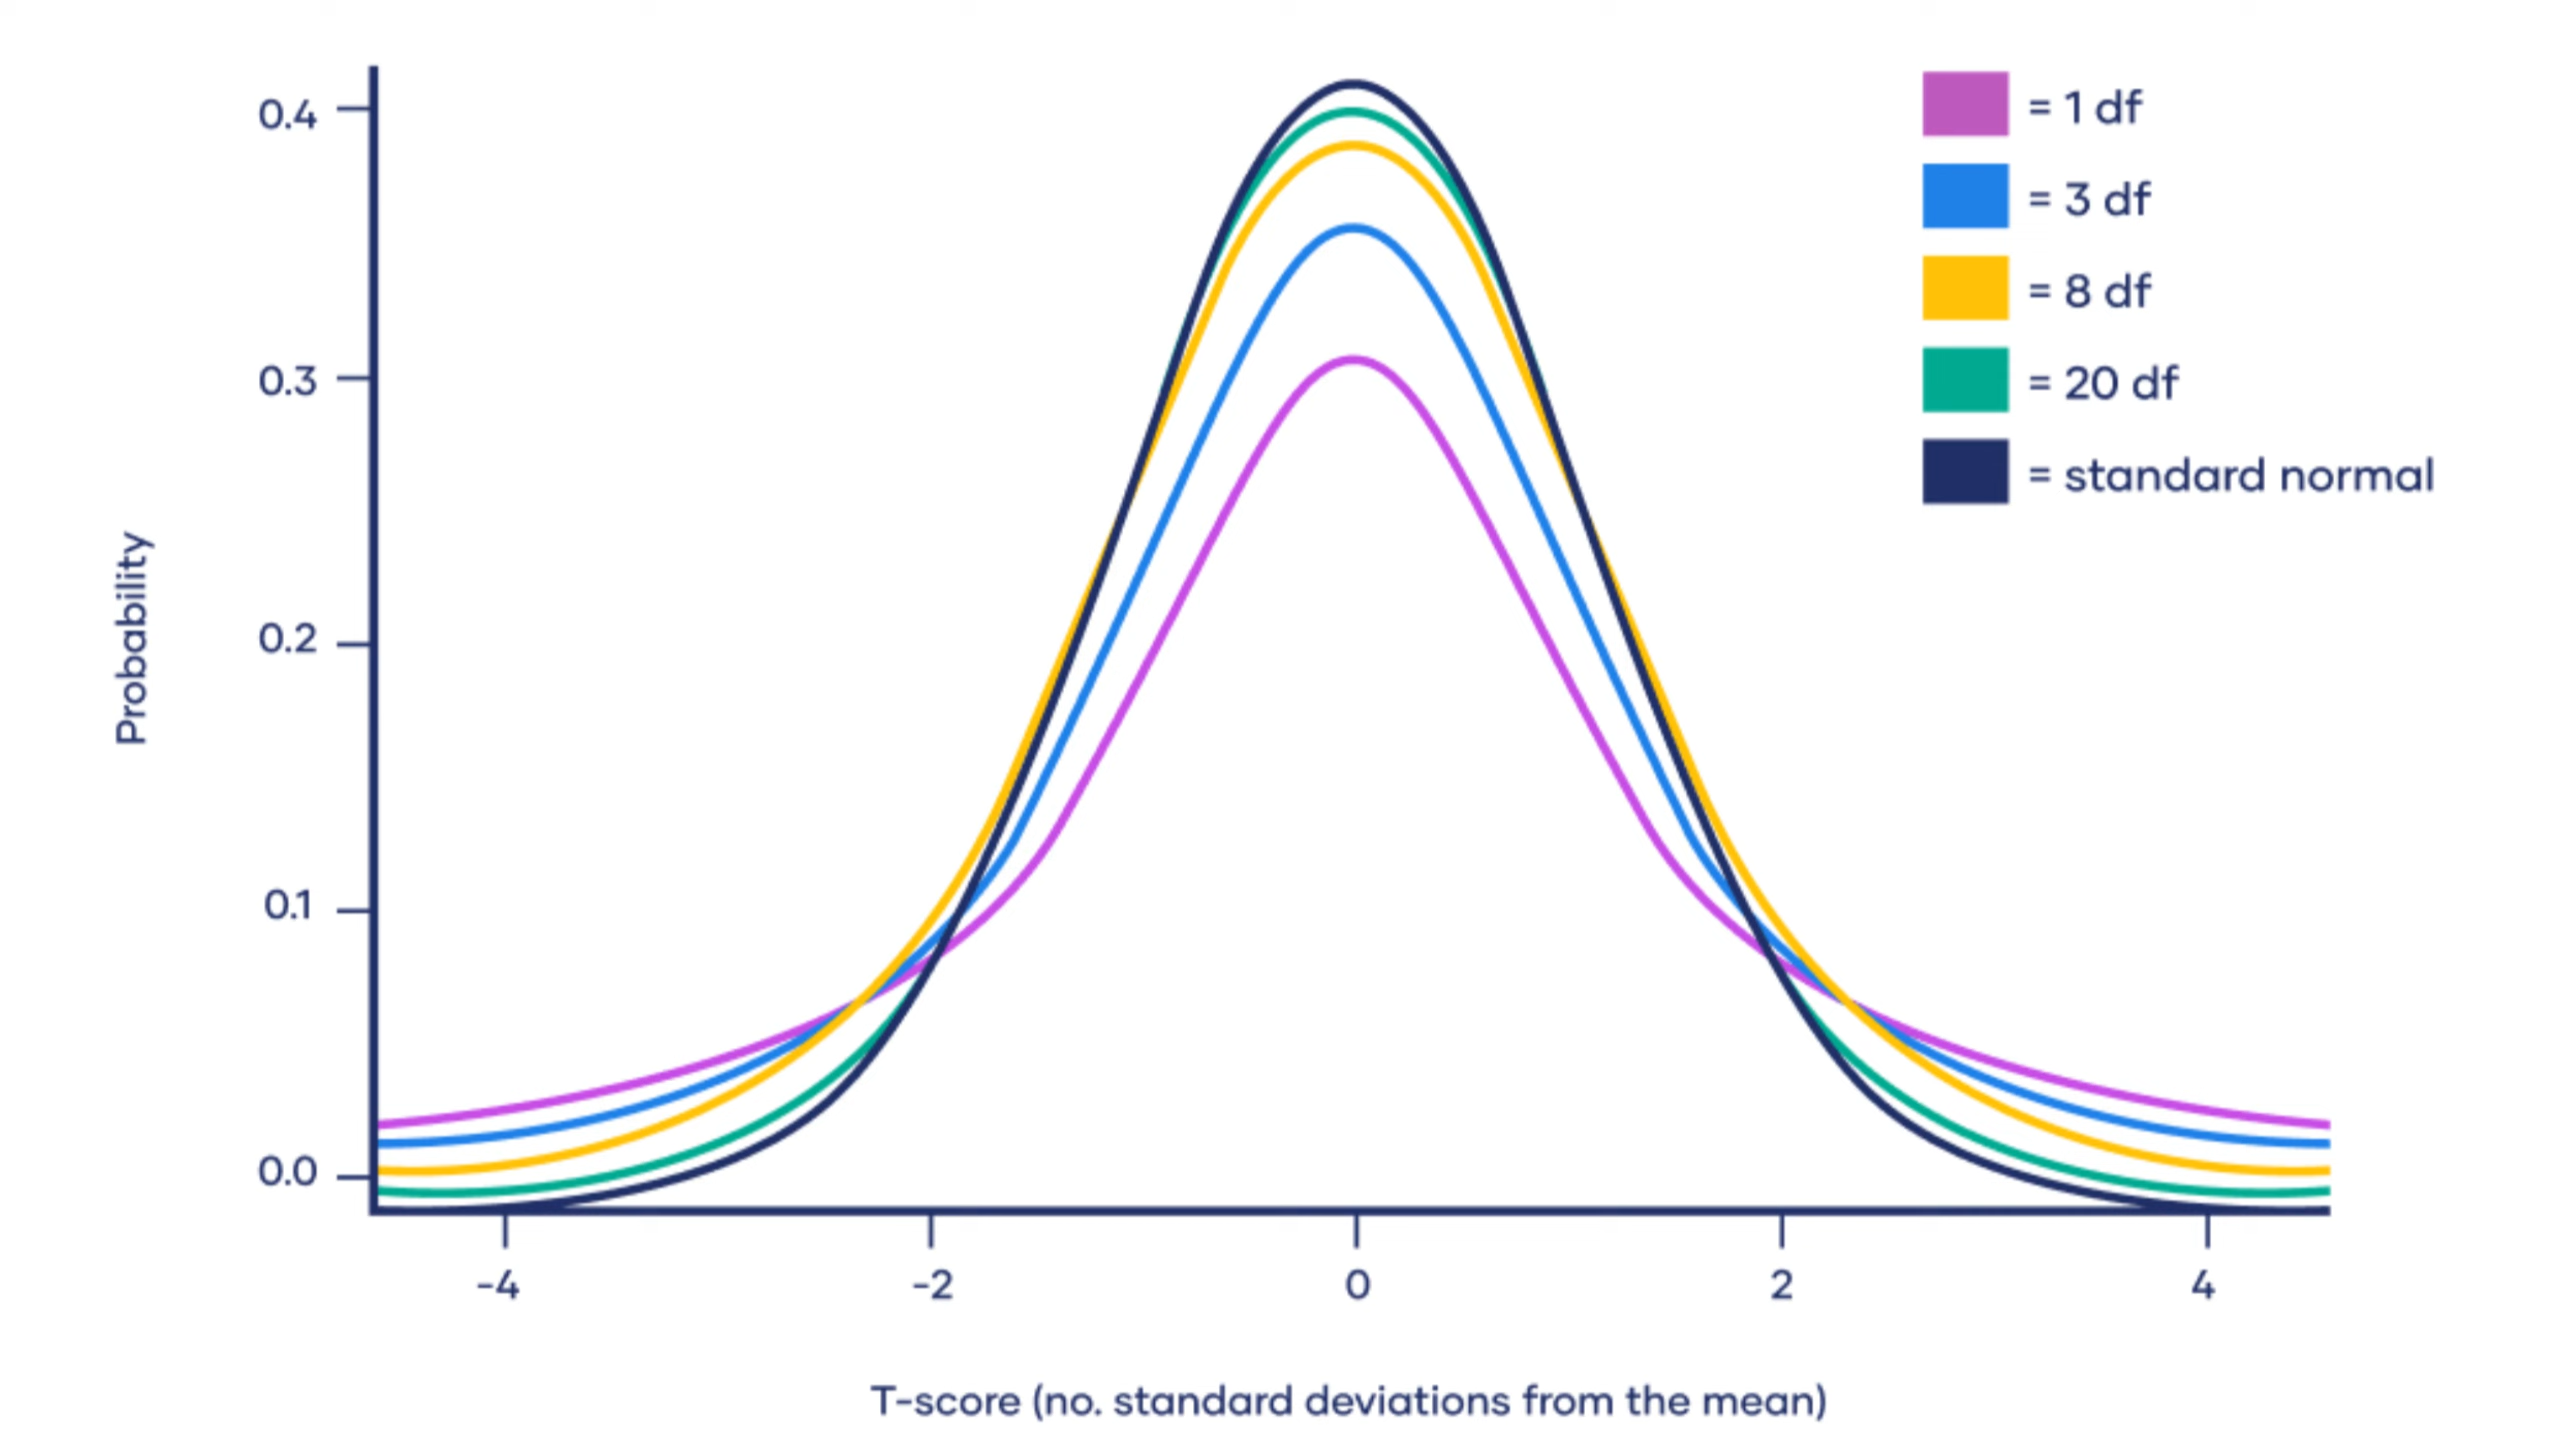 0.4
0.3
0.2
0.1
0.0
Probability
-4
-2
0
2
4
T-score (no. standard deviations from the mean)
= 1 df
= 3 df
= 8 df
= 20 df
= standard normal